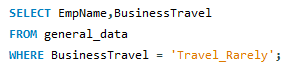 SELECT EmpName,BusinessTravel
FROM general_data
WHERE BusinessTravel = 'Travel_Rarely';